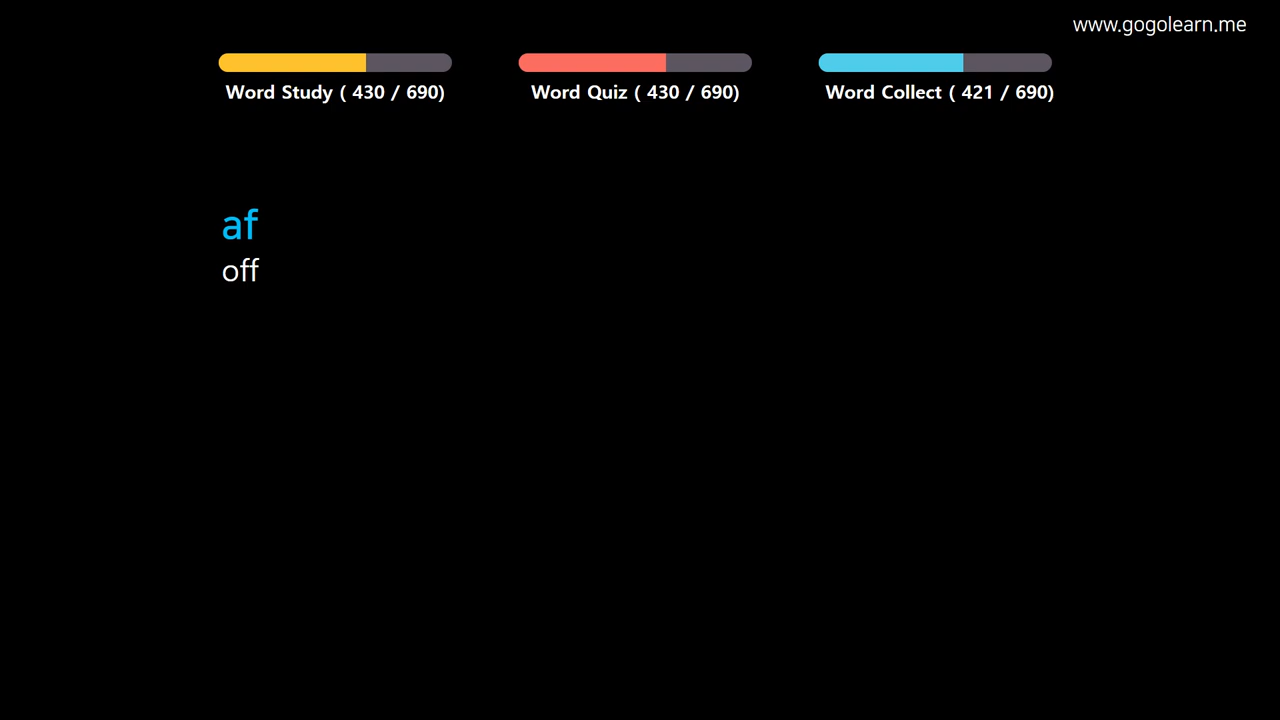 www.gogolearn.me
Word Study ( 430 / 690)
Word Quiz ( 430 / 690)
Word Collect ( 421 / 690)
af
off